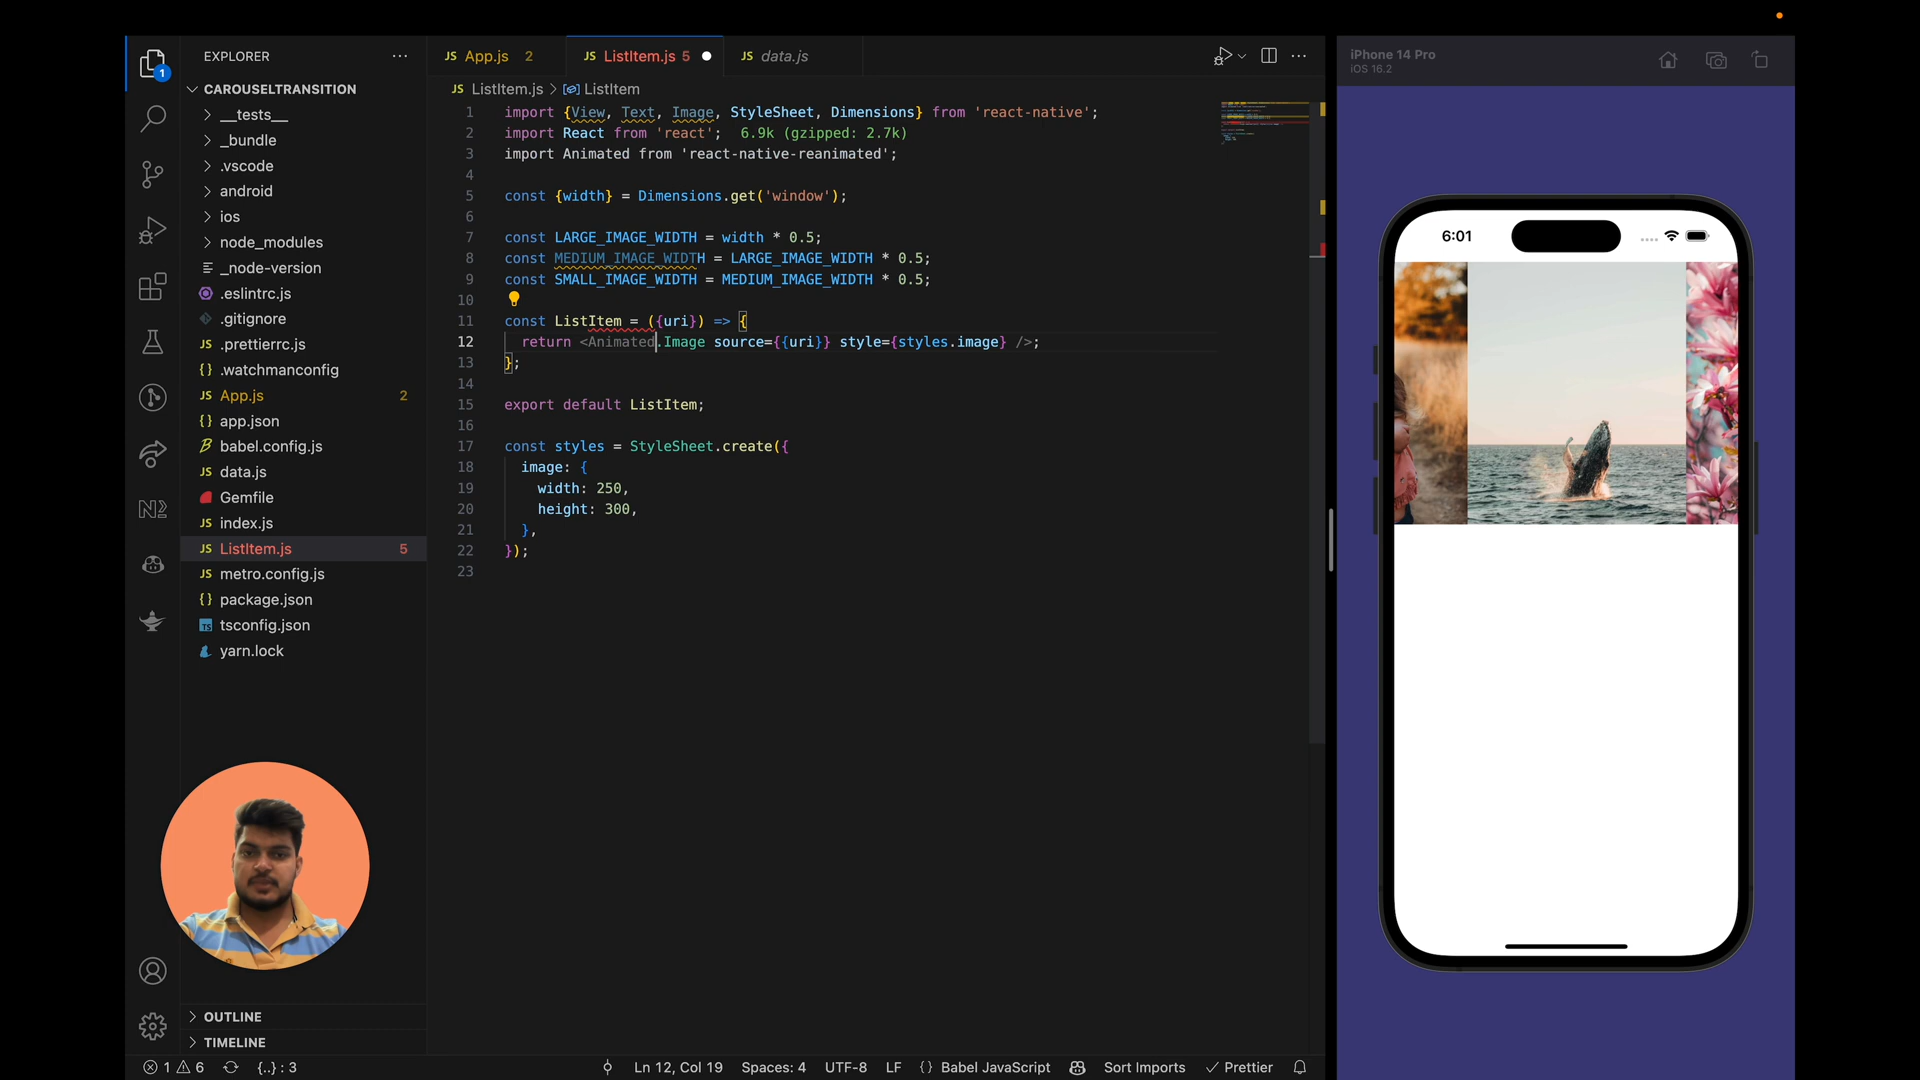 EXPLORER
CAROUSELTRANSITION
__tests__
_bundle
.vscode
android
ios
node_modules
_node-version
.eslintrc.js
.gitignore
.prettierrc.js
{} .watchmanconfig
JS App.js 2
{} app.json
babel.config.js
JS data.js
Gemfile
JS index.js
JS ListItem.js 5
JS metro.config.js
{} package.json
TS tsconfig.json
yarn.lock
OUTLINE
TIMELINE
1
JS App.js 2
JS ListItem.js 5
JS data.js
JS ListItem.js > ListItem
1 import {View, Text, Image, StyleSheet, Dimensions} from 'react-native';
2 import React from 'react'; 6.9k (gzipped: 2.7k)
3 import Animated from 'react-native-reanimated';
4
5 const {width} = Dimensions.get('window');
6
7 const LARGE_IMAGE_WIDTH = width * 0.5;
8 const MEDIUM_IMAGE_WIDTH = LARGE_IMAGE_WIDTH * 0.5;
9 const SMALL_IMAGE_WIDTH = MEDIUM_IMAGE_WIDTH * 0.5;
10
11 const ListItem = ({uri}) => {
12 return <Animated.Image source={{uri}} style={styles.image} />;
13 };
14
15 export default ListItem;
16
17 const styles = StyleSheet.create({
18 image: {
19 width: 250,
20 height: 300,
21 },
22 });
23
1 6 {..} : 3
Ln 12, Col 19 Spaces: 4 UTF-8 LF {} Babel JavaScript Sort Imports Prettier
iPhone 14 Pro
iOS 16.2
6:01